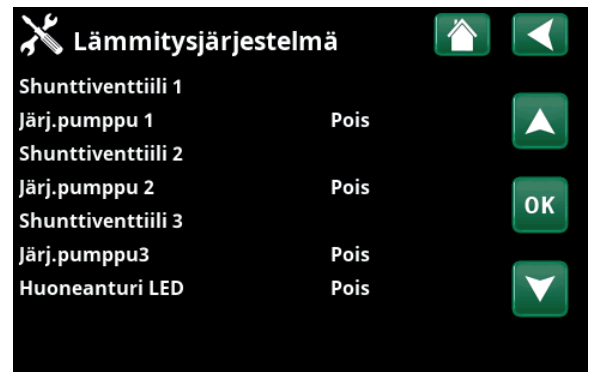 Lämmitysjärjestelmä
Shunttiventtiili 1
Järj.pumppu 1 Pois
Shunttiventtiili 2
Järj.pumppu 2 Pois
OK
Shunttiventtiili 3
Järj.pumppu3 Pois
Huoneanturi LED Pois